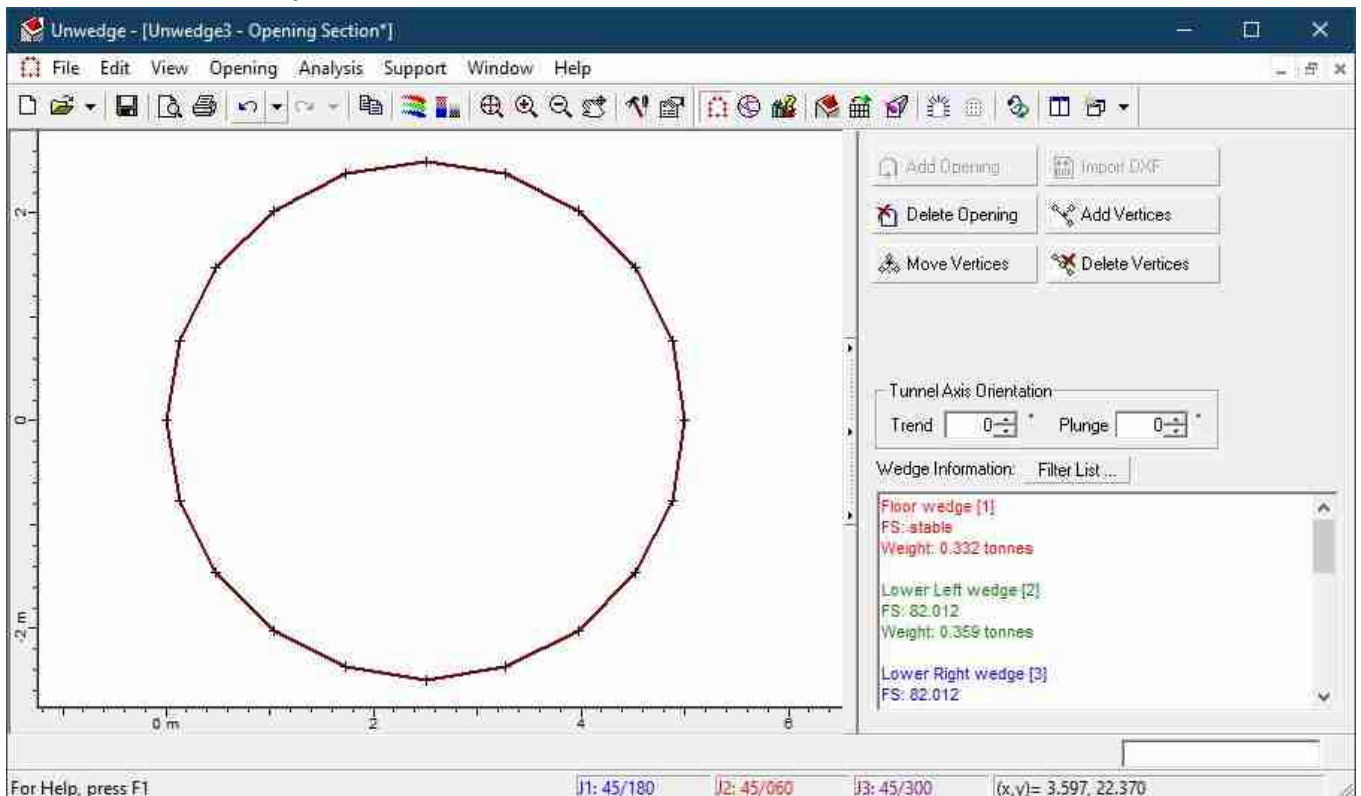 Unwedge - [Unwedge3 - Opening Section*]
File Edit View Opening Analysis Support Window Help
Add Opening Import DXF
Delete Opening Add Vertices
Move Vertices Delete Vertices
Tunnel Axis Orientation
Trend 0 ° Plunge 0 °
Wedge Information: Filter List ...
Floor wedge [1]
FS: stable
Weight: 0.332 tonnes
Lower Left wedge [2]
FS: 82.012
Weight: 0.359 tonnes
Lower Right wedge [3]
FS: 82.012
2
0
-2 m
0 m 2 4 6
For Help, press F1 J1: 45/180 J2: 45/060 J3: 45/300 (x,y)= 3.597, 22.370